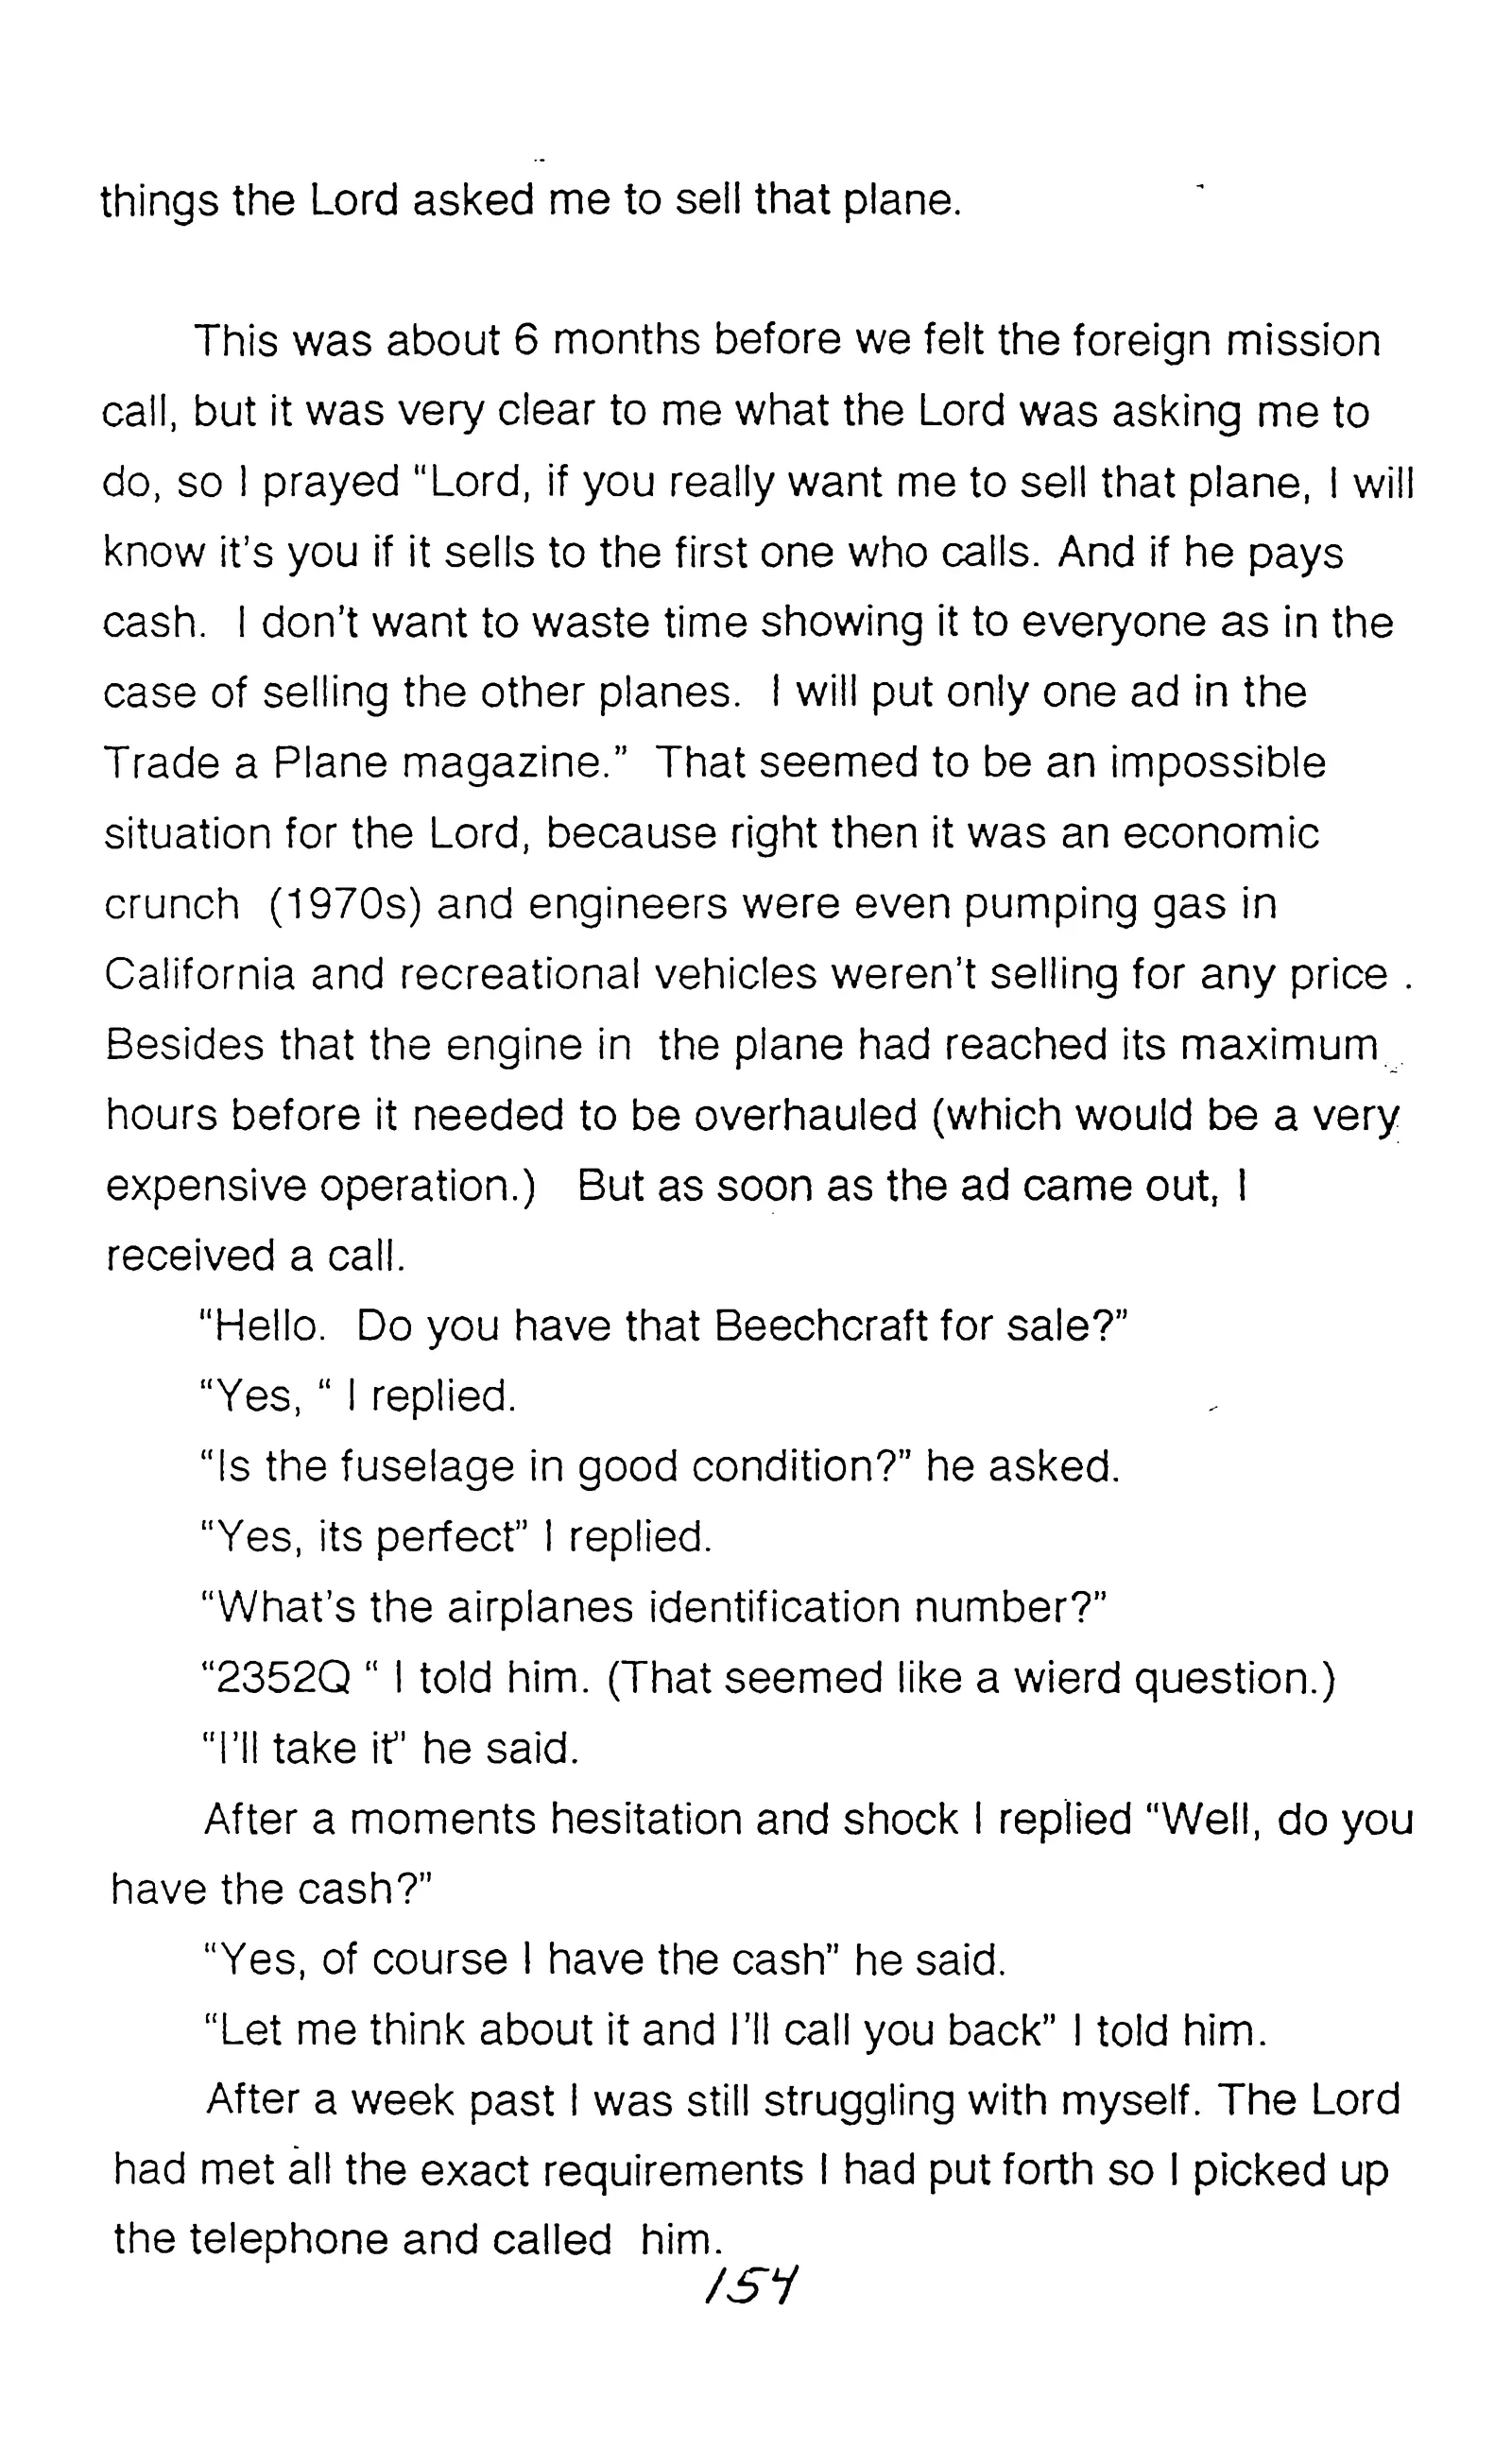 things the Lord asked me to sell that plane.
This was about 6 months before we felt the foreign mission
call, but it was very clear to me what the Lord was asking me to
do, so I prayed “Lord, if you really want me to sell that plane, I will
know it’s you if it sells to the first one who calls. And if he pays
cash.  I don’t want to waste time showing it to everyone as in the
case of selling the other planes.  I will put only one ad in the
Trade a Plane magazine.”  That seemed to be an impossible
situation for the Lord, because right then it was an economic
crunch  (1970s) and engineers were even pumping gas in
California and recreational vehicles weren’t selling for any price .
Besides that the engine in  the plane had reached its maximum
hours before it needed to be overhauled (which would be a very
expensive operation.)   But as soon as the ad came out, I
received a call.
“Hello.  Do you have that Beechcraft for sale?”
“Yes, “ I replied.
“Is the fuselage in good condition?” he asked.
“Yes, its perfect” I replied.
“What’s the airplanes identification number?”
“2352Q “ I told him. (That seemed like a wierd question.)
“I’ll take it” he said.
After a moments hesitation and shock I replied “Well, do you
have the cash?”
“Yes, of course I have the cash” he said.
“Let me think about it and I’ll call you back” I told him.
After a week past I was still struggling with myself. The Lord
had met all the exact requirements I had put forth so I picked up
the telephone and called  him.
154